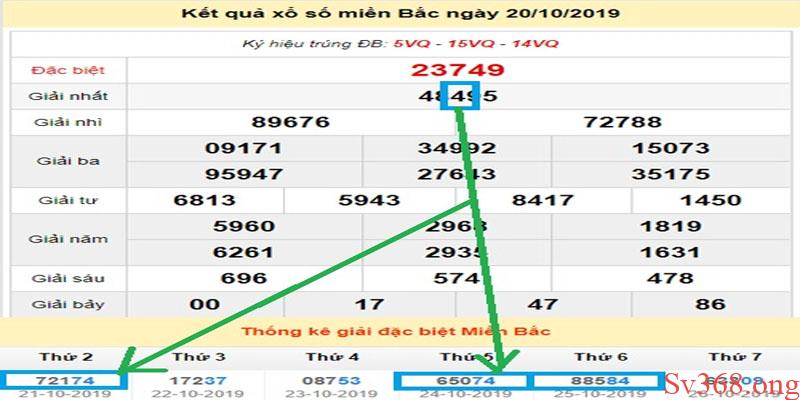 Kết quả xổ số miền Bắc ngày 20/10/2019
Ký hiệu trúng ĐB: 5VQ - 15VQ - 14VQ
Đặc biệt 23749
Giải nhất 48495
Giải nhì 89676 72788
Giải ba 09171 34992 15073
95947 27643 35175
Giải tư 6813 5943 8417 1450
Giải năm 5960 2968 1819
6261 2935 1631
Giải sáu 696 574 478
Giải bảy 00 17 47 86
Thống kê giải đặc biệt Miền Bắc
Thứ 2 Thứ 3 Thứ 4 Thứ 5 Thứ 6 Thứ 7
72174 17237 08753 65074 88584
21-10-2019 22-10-2019 23-10-2019 24-10-2019 25-10-2019
Sv368.ong